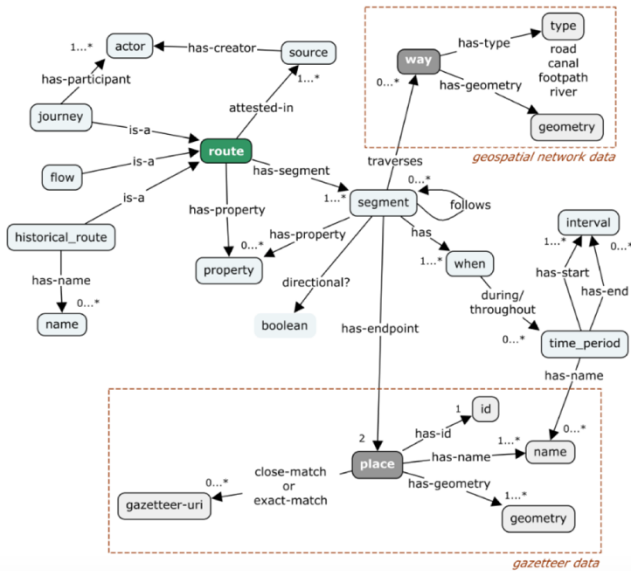 type
1...*
actor
has-creator
source
has-type
way
road
has-participant
1...*
canal
0...*
footpath
has-geometry
river
journey
attested-in
is-a
geometry
route
traverses
geospatial network data
is-a
has-segment
0...*
flow
1...*
segment
follows
is-a
has-property
interval
has-property
has
historical_route
0...*
1...*
0...*
1...*
when
property
has-start
has-name
directional?
has-end
during/
throughout
0...*
name
boolean
has-endpoint
0...*
time_period
has-name
1
id
has-id
0...*
2
1...*
place
has-name
name
close-match
or
exact-match
0...*
has-geometry
1...*
gazetteer-uri
geometry
gazetteer data